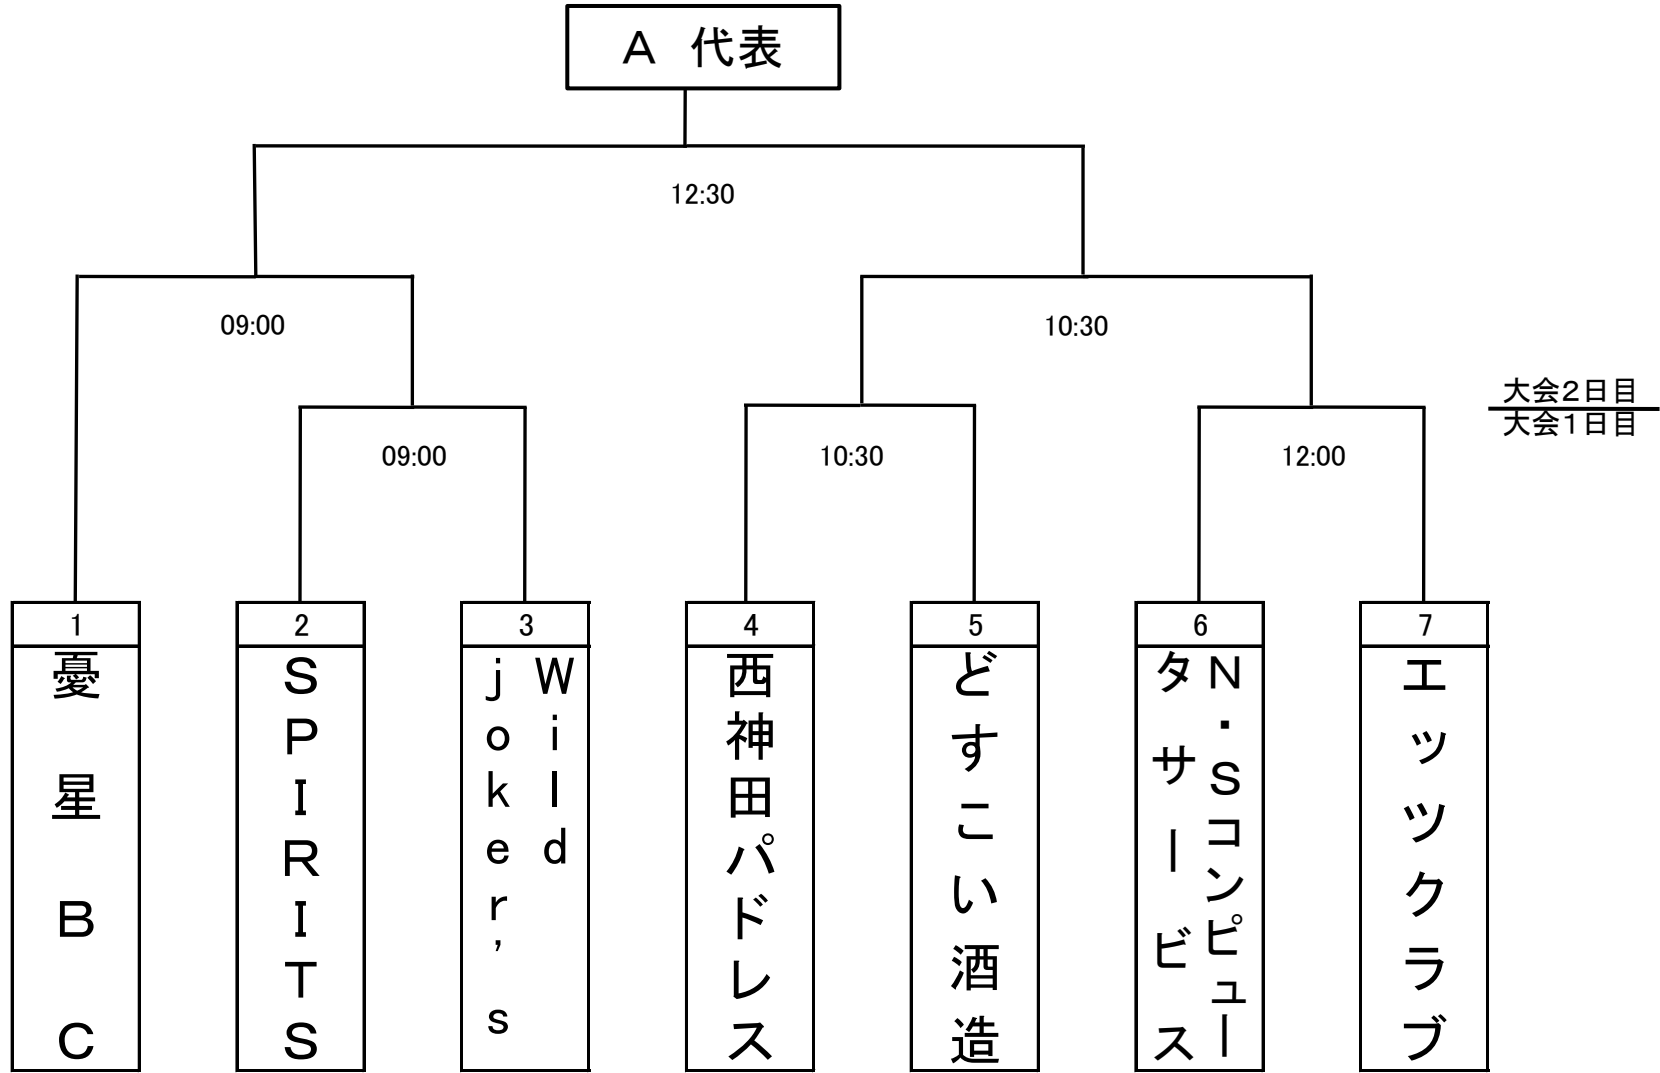 A　代表
12:30
09:00
10:30
大会2日目
大会1日目
09:00
10:30
12:00
1
憂星BC
2
SPIRITS
3
Wild
joker's
4
西神田パドレス
5
どすこい酒造
6
N・Sコンピュー
タサービス
7
エッツクラブ